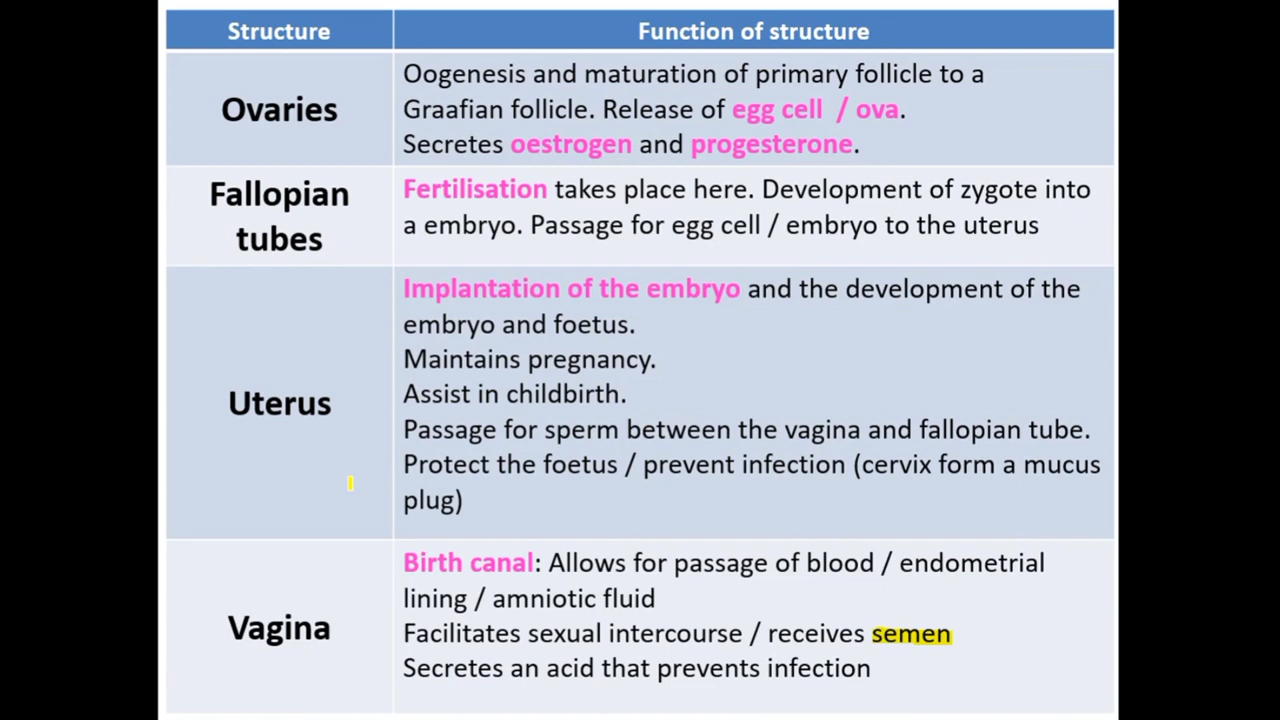 Structure
Function of structure
Ovaries
Oogenesis and maturation of primary follicle to a
Graafian follicle. Release of egg cell / ova.
Secretes oestrogen and progesterone.
Fallopian
tubes
Fertilisation takes place here. Development of zygote into
a embryo. Passage for egg cell / embryo to the uterus
Uterus
Implantation of the embryo and the development of the
embryo and foetus.
Maintains pregnancy.
Assist in childbirth.
Passage for sperm between the vagina and fallopian tube.
Protect the foetus / prevent infection (cervix form a mucus
plug)
Vagina
Birth canal: Allows for passage of blood / endometrial
lining / amniotic fluid
Facilitates sexual intercourse / receives semen
Secretes an acid that prevents infection